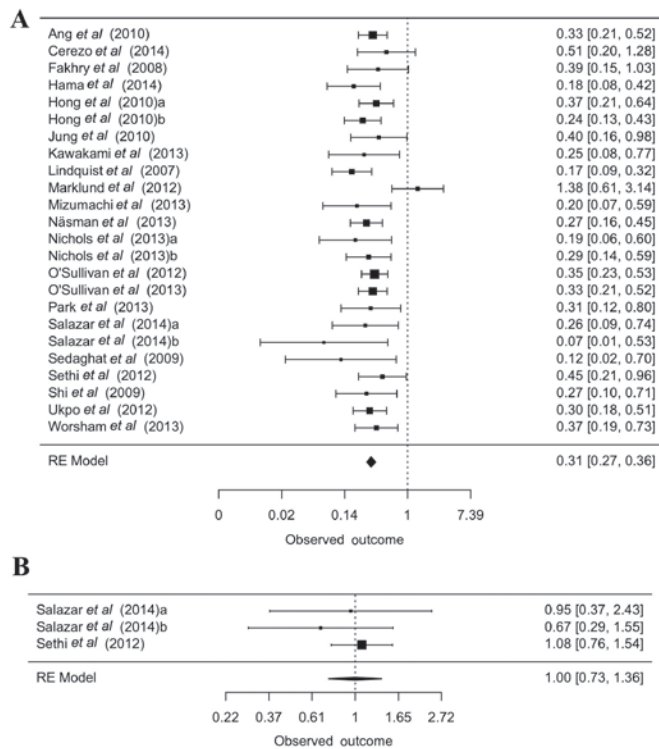 A
Ang et al (2010) 0.33 [0.21, 0.52]
Cerezo et al (2014) 0.51 [0.20, 1.28]
Fakhry et al (2008) 0.39 [0.15, 1.03]
Hama et al (2014) 0.18 [0.08, 0.42]
Hong et al (2010)a 0.37 [0.21, 0.64]
Hong et al (2010)b 0.24 [0.13, 0.43]
Jung et al (2010) 0.40 [0.16, 0.98]
Kawakami et al (2013) 0.25 [0.08, 0.77]
Lindquist et al (2007) 0.17 [0.09, 0.32]
Marklund et al (2012) 1.38 [0.61, 3.14]
Mizumachi et al (2013) 0.20 [0.07, 0.59]
Näsman et al (2013) 0.27 [0.16, 0.45]
Nichols et al (2013)a 0.19 [0.06, 0.60]
Nichols et al (2013)b 0.29 [0.14, 0.59]
O'Sullivan et al (2012) 0.35 [0.23, 0.53]
O'Sullivan et al (2013) 0.33 [0.21, 0.52]
Park et al (2013) 0.31 [0.12, 0.80]
Salazar et al (2014)a 0.26 [0.09, 0.74]
Salazar et al (2014)b 0.07 [0.01, 0.53]
Sedaghat et al (2009) 0.12 [0.02, 0.70]
Sethi et al (2012) 0.45 [0.21, 0.96]
Shi et al (2009) 0.27 [0.10, 0.71]
Ukpo et al (2012) 0.30 [0.18, 0.51]
Worsham et al (2013) 0.37 [0.19, 0.73]
RE Model 0.31 [0.27, 0.36]
0 0.02 0.14 1 7.39
Observed outcome
B
Salazar et al (2014)a 0.95 [0.37, 2.43]
Salazar et al (2014)b 0.67 [0.29, 1.55]
Sethi et al (2012) 1.08 [0.76, 1.54]
RE Model 1.00 [0.73, 1.36]
0.22 0.37 0.61 1 1.65 2.72
Observed outcome